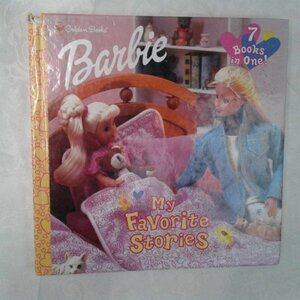 Golden Books
Barbie
7
Books
in One!
My
Favorite
Stories